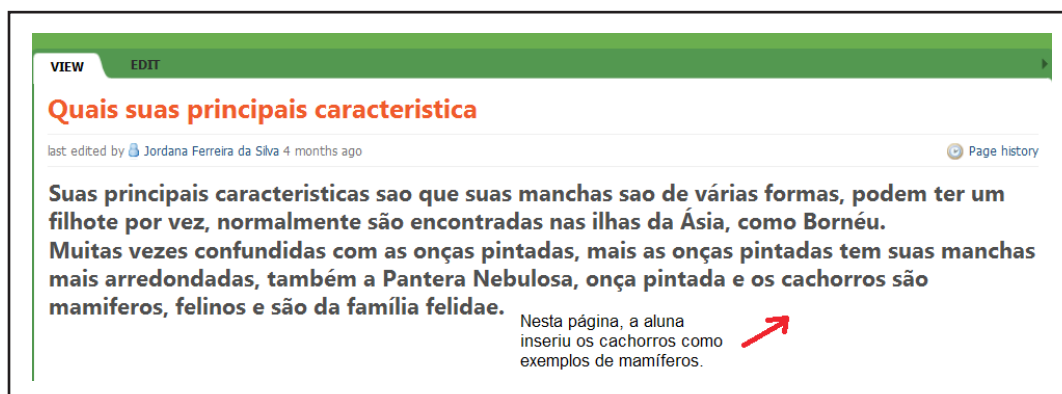 VIEW EDIT
Quais suas principais caracteristica
last edited by Jordana Ferreira da Silva 4 months ago Page history
Suas principais caracteristicas sao que suas manchas sao de várias formas, podem ter um
filhote por vez, normalmente são encontradas nas ilhas da Ásia, como Bornéu.
Muitas vezes confundidas com as onças pintadas, mais as onças pintadas tem suas manchas
mais arredondadas, também a Pantera Nebulosa, onça pintada e os cachorros são
mamiferos, felinos e são da família felidae.
Nesta página, a aluna
inseriu os cachorros como
exemplos de mamíferos.